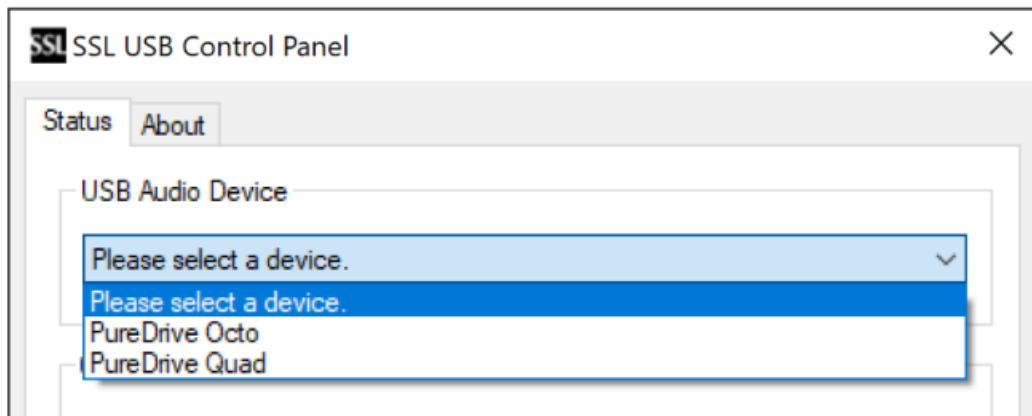 SSL SSL USB Control Panel
Status About
USB Audio Device
Please select a device.
Please select a device.
PureDrive Octo
PureDrive Quad